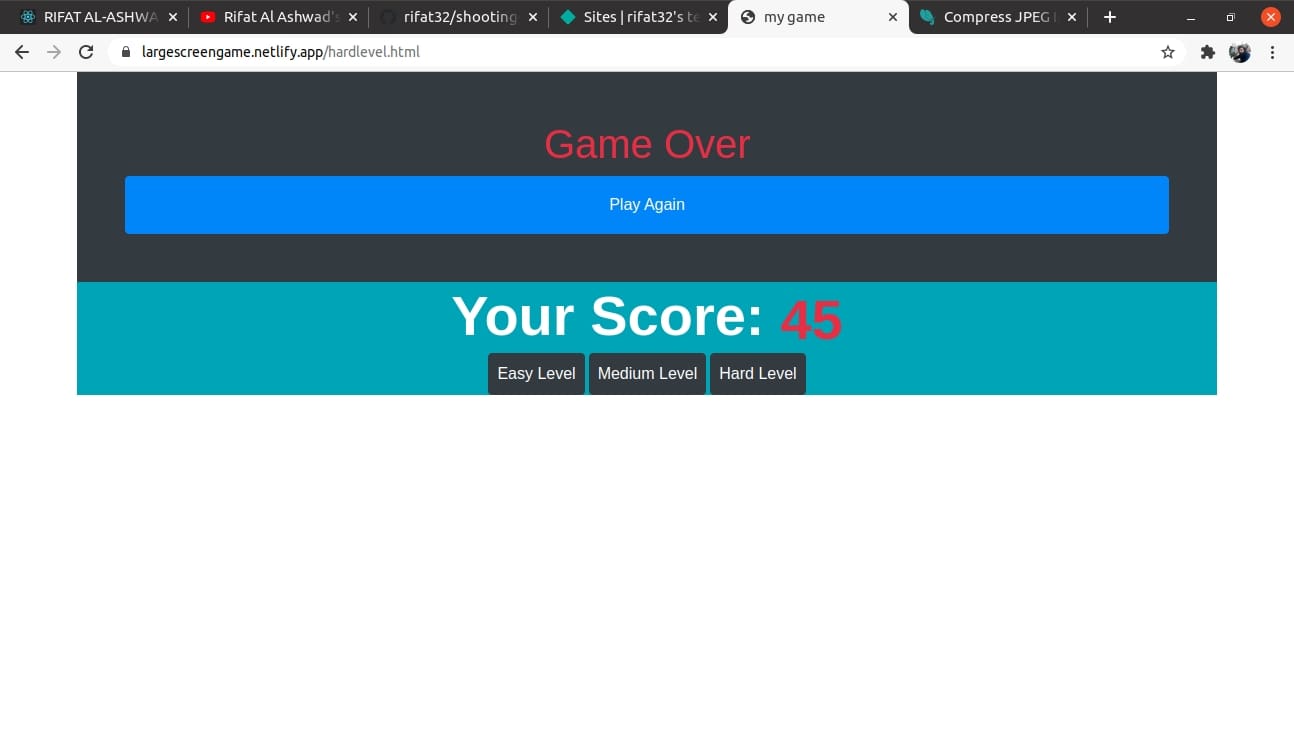 RIFAT AL-ASHWA
Rifat Al Ashwad's
rifat32/shooting
Sites | rifat32's te
my game
Compress JPEG
largescreengame.netlify.app/hardlevel.html
Game Over
Play Again
Your Score: 45
Easy Level Medium Level Hard Level